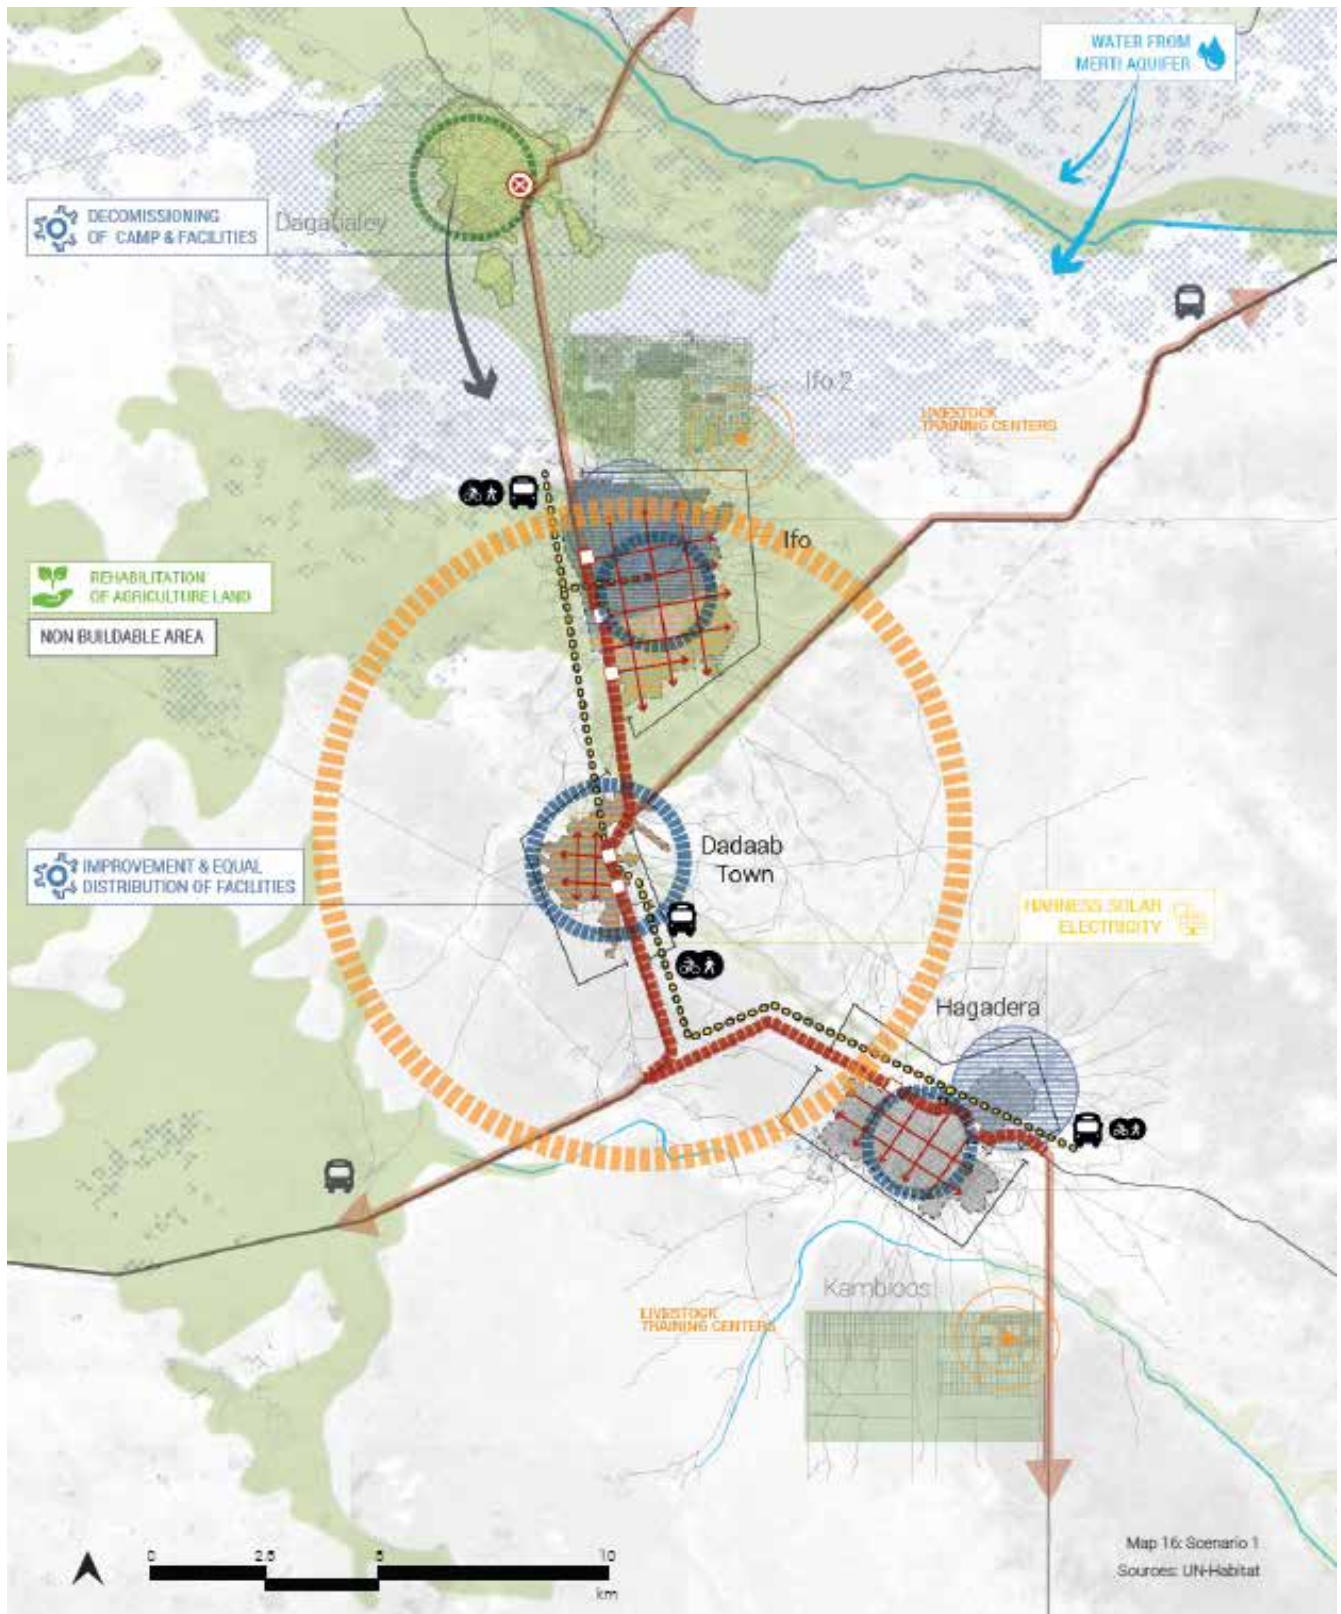 WATER FROM
MERTI AQUIFER
DECOMISSIONING
OF CAMP & FACILITIES
Dagahaley
Ifo 2
LIVESTOCK
TRAINING CENTERS
Ifo
REHABILITATION
OF AGRICULTURE LAND
NON BUILDABLE AREA
Dadaab
Town
IMPROVEMENT & EQUAL
DISTRIBUTION OF FACILITIES
HARNESS SOLAR
ELECTRICITY
Hagadera
Kambioos
LIVESTOCK
TRAINING CENTERS
0 2.5 5 10
km
Map 16: Scenario 1
Sources: UN-Habitat